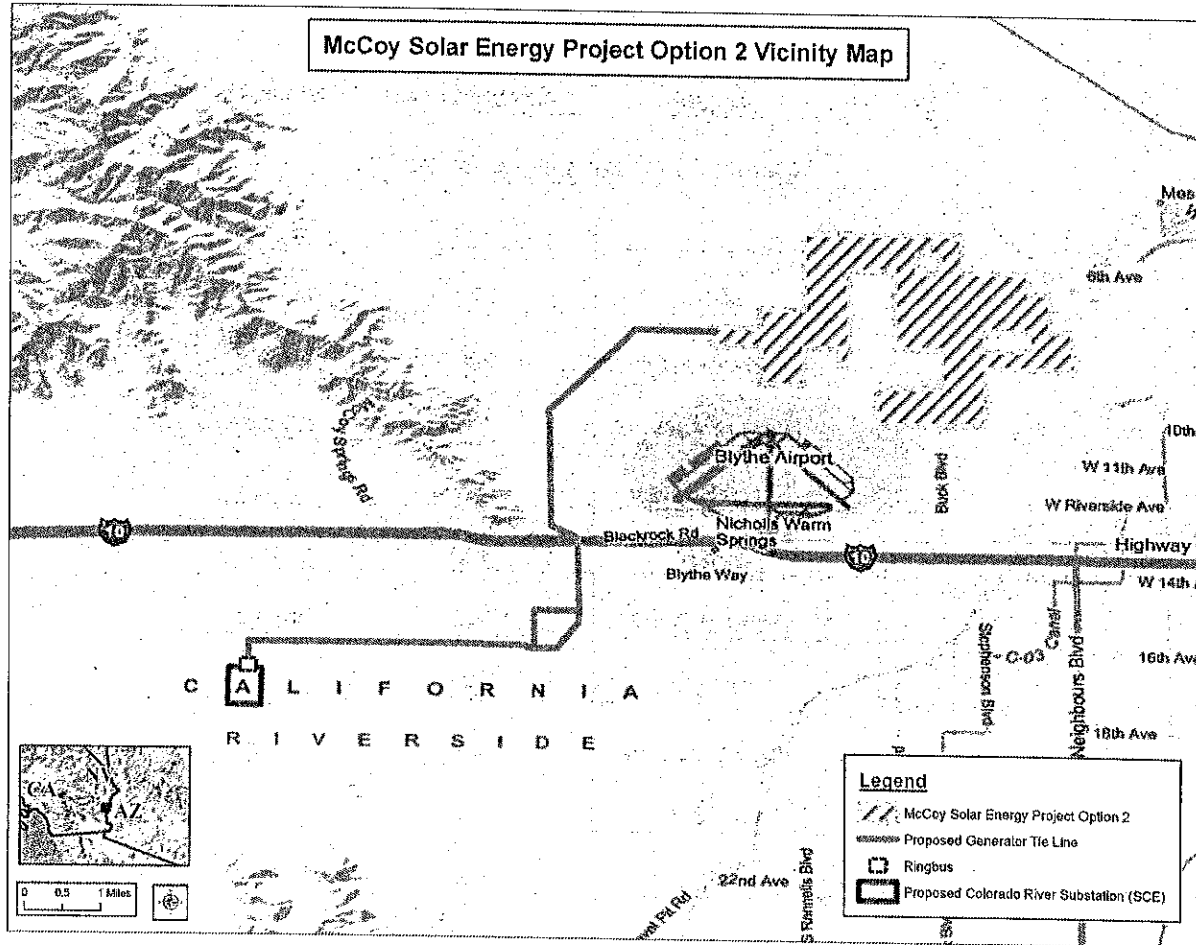 McCoy Solar Energy Project Option 2 Vicinity Map
Mes
6th Ave
McCoy Springs Rd
Blythe Airport
10th
W 11th Ave
Buck Blvd
W Riverside Ave
10
Blackrock Rd
Nicholls Warm
Springs
10
Highway
Blythe Way
W 14th
Stephenson Blvd
C-03 Canal
Neighbours Blvd
16th Ave
C A L I F O R N I A
R I V E R S I D E
18th Ave
CA
NV
AZ
Legend
McCoy Solar Energy Project Option 2
Proposed Generator Tie Line
Ringbus
Proposed Colorado River Substation (SCE)
0 0.5 1 Miles
22nd Ave
S Rannells Blvd